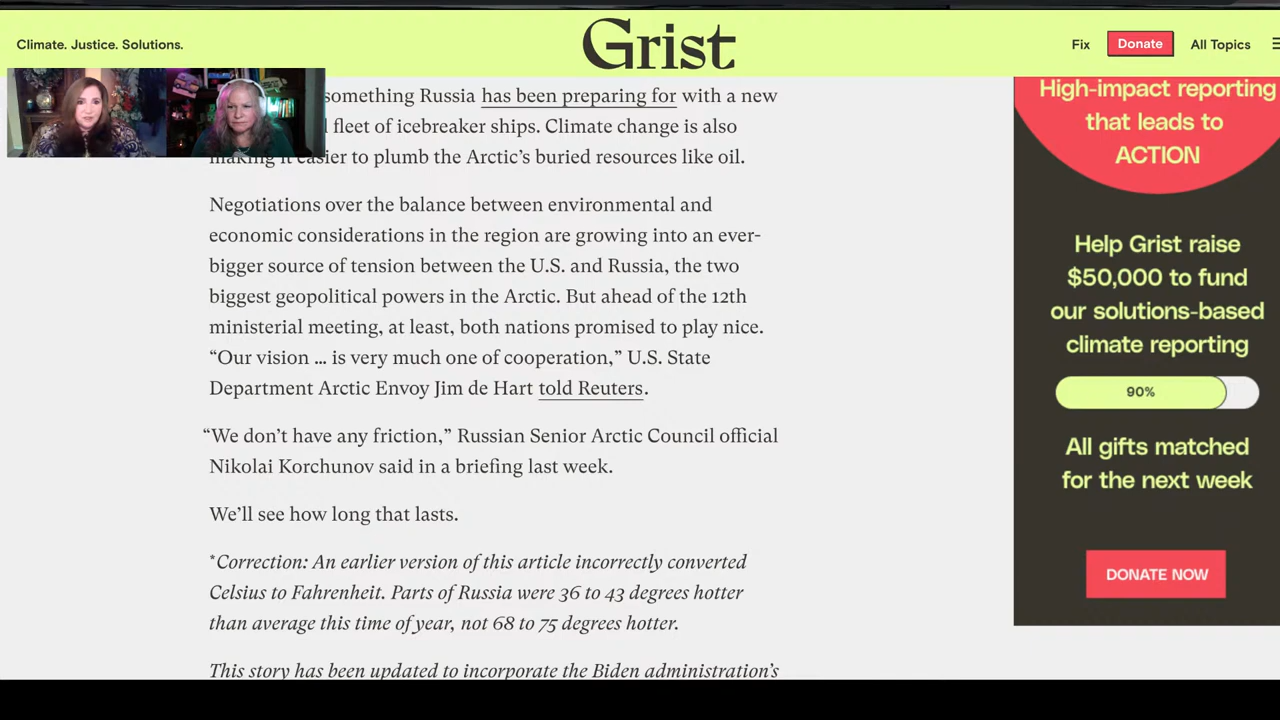 Climate. Justice. Solutions.
Grist
Fix
Donate
All Topics
something Russia has been preparing for with a new
fleet of icebreaker ships. Climate change is also
making it easier to plumb the Arctic’s buried resources like oil.
Negotiations over the balance between environmental and
economic considerations in the region are growing into an ever-
bigger source of tension between the U.S. and Russia, the two
biggest geopolitical powers in the Arctic. But ahead of the 12th
ministerial meeting, at least, both nations promised to play nice.
“Our vision … is very much one of cooperation,” U.S. State
Department Arctic Envoy Jim de Hart told Reuters.
“We don’t have any friction,” Russian Senior Arctic Council official
Nikolai Korchunov said in a briefing last week.
We’ll see how long that lasts.
*Correction: An earlier version of this article incorrectly converted
Celsius to Fahrenheit. Parts of Russia were 36 to 43 degrees hotter
than average this time of year, not 68 to 75 degrees hotter.
This story has been updated to incorporate the Biden administration’s
High-impact reporting
that leads to
ACTION
Help Grist raise
$50,000 to fund
our solutions-based
climate reporting
90%
All gifts matched
for the next week
DONATE NOW